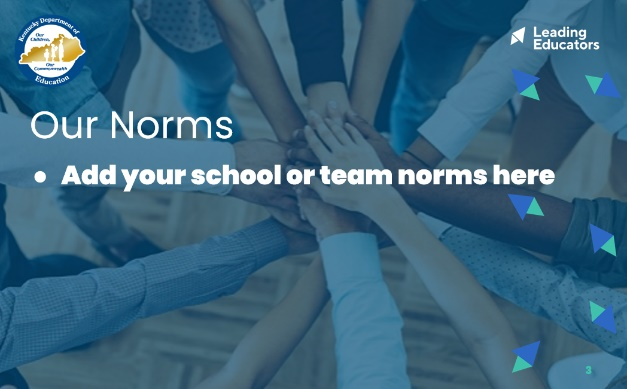 Kentucky Department of
Our
Children,
Our
Commonwealth
Education
Leading
Educators
Our Norms
● Add your school or team norms here
3